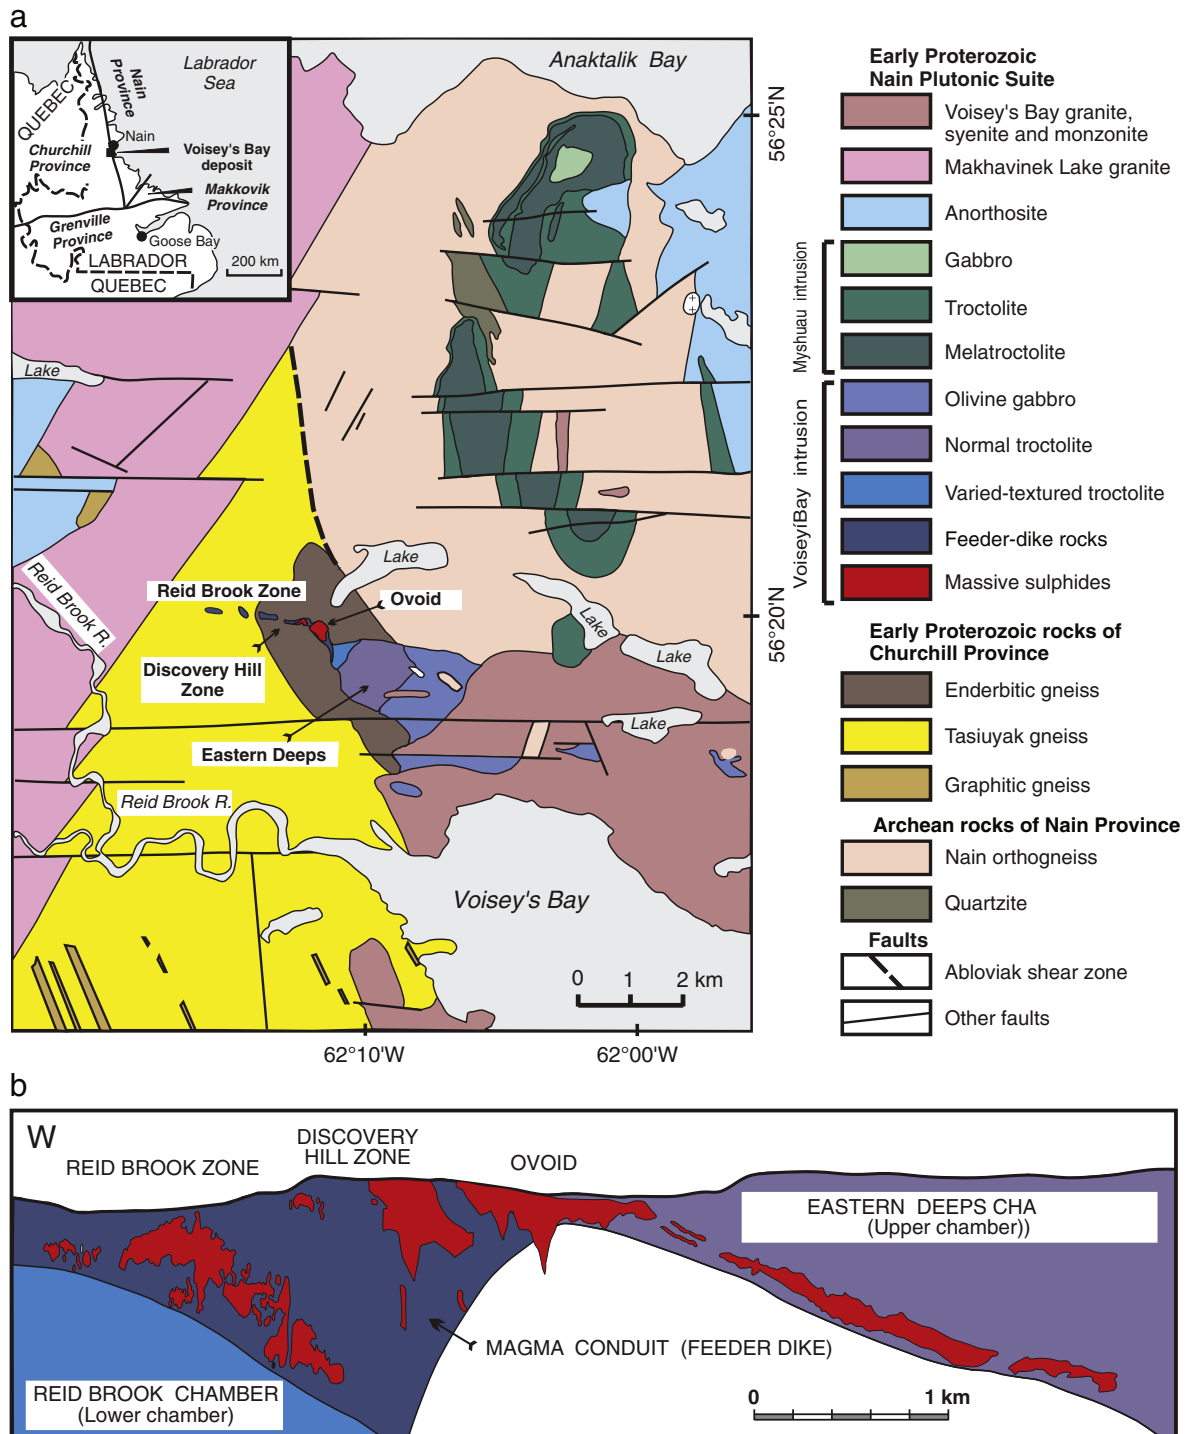 a
Labrador
Sea
QUEBEC
Nain
Province
Nain
Churchill
Province
Voisey's Bay
deposit
Makkovik
Province
Grenville
Province
Goose Bay
LABRADOR
QUEBEC
200 km
Anaktalik Bay
56°25'N
Lake
Reid Brook R.
Reid Brook Zone
Lake
Ovoid
56°20'N
Discovery Hill
Zone
Lake
Lake
Lake
Eastern Deeps
Reid Brook R.
Voisey's Bay
0 1 2 km
62°10'W
62°00'W
Early Proterozoic
Nain Plutonic Suite
Voisey's Bay granite,
syenite and monzonite
Makhavinek Lake granite
Anorthosite
Myshuau intrusion
Gabbro
Troctolite
Melatroctolite
VoiseyíBay intrusion
Olivine gabbro
Normal troctolite
Varied-textured troctolite
Feeder-dike rocks
Massive sulphides
Early Proterozoic rocks of
Churchill Province
Enderbitic gneiss
Tasiuyak gneiss
Graphitic gneiss
Archean rocks of Nain Province
Nain orthogneiss
Quartzite
Faults
Abloviak shear zone
Other faults
b
W
REID BROOK ZONE
DISCOVERY
HILL ZONE
OVOID
EASTERN DEEPS CHA
(Upper chamber))
MAGMA CONDUIT (FEEDER DIKE)
REID BROOK CHAMBER
(Lower chamber)
0 1 km